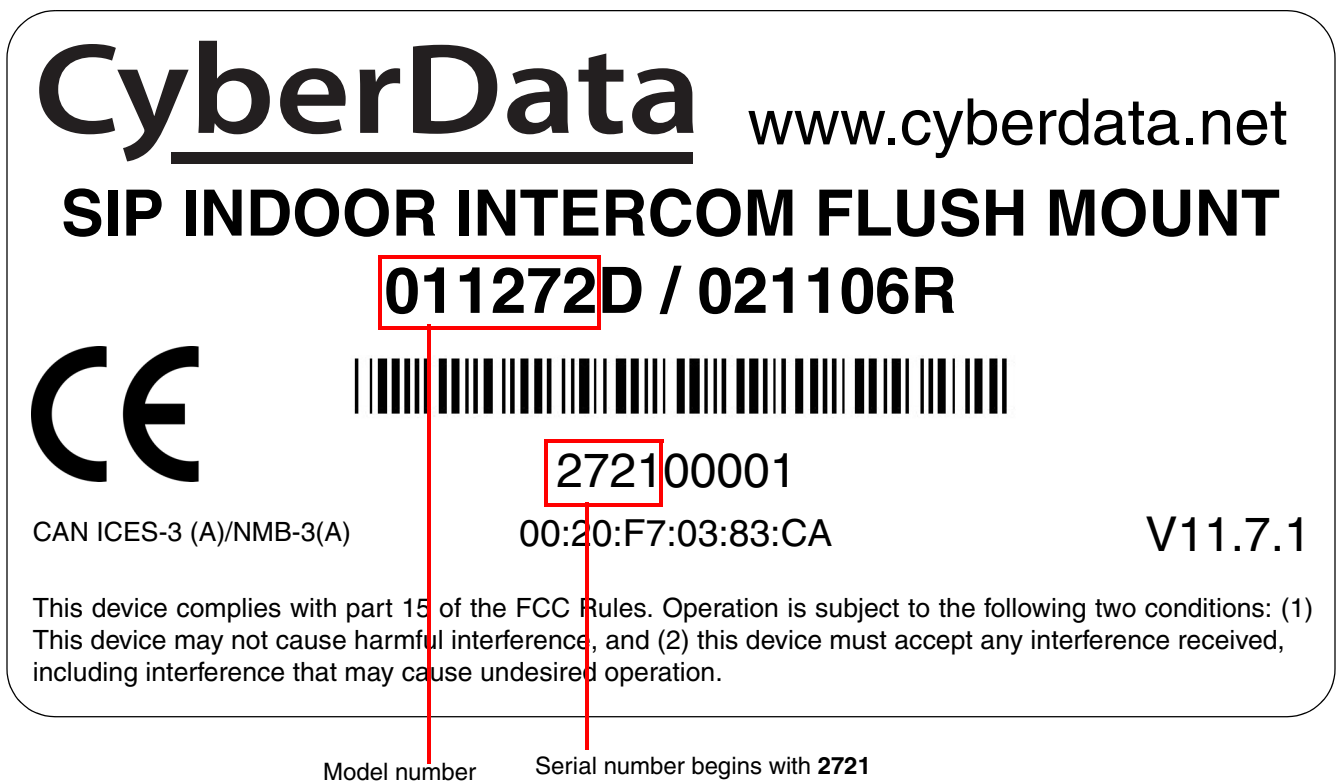 CyberData www.cyberdata.net
SIP INDOOR INTERCOM FLUSH MOUNT
011272D / 021106R
CE
272100001
CAN ICES-3 (A)/NMB-3(A) 00:20:F7:03:83:CA V11.7.1
This device complies with part 15 of the FCC Rules. Operation is subject to the following two conditions: (1)
This device may not cause harmful interference, and (2) this device must accept any interference received,
including interference that may cause undesired operation.
Model number Serial number begins with 2721